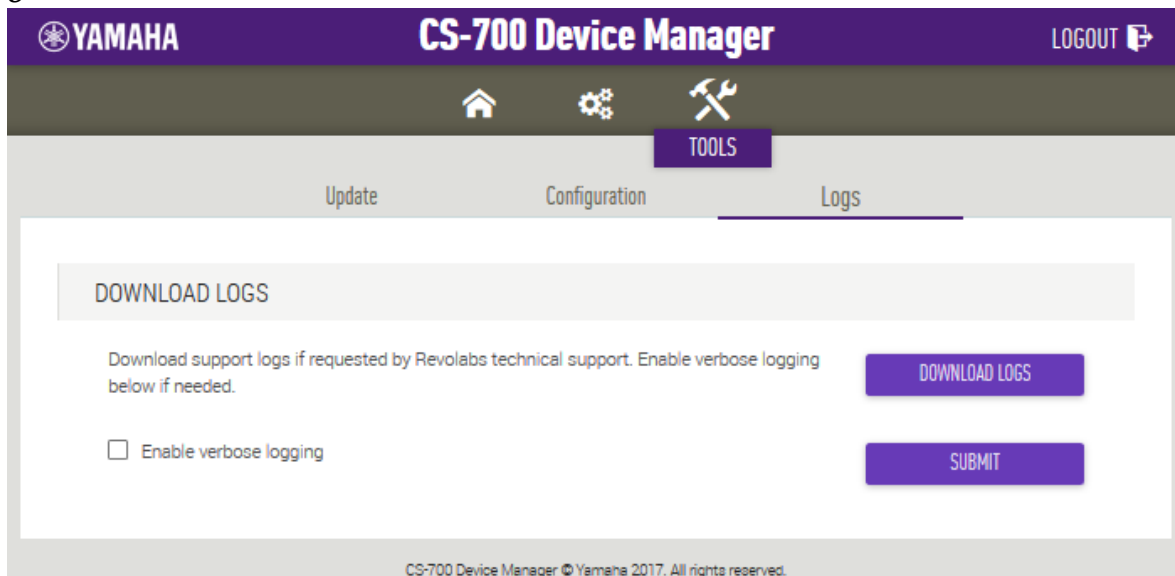 YAMAHA
CS-700 Device Manager
LOGOUT
TOOLS
Update
Configuration
Logs
DOWNLOAD LOGS
Download support logs if requested by Revolabs technical support. Enable verbose logging
below if needed.
DOWNLOAD LOGS
Enable verbose logging
SUBMIT
CS-700 Device Manager © Yamaha 2017. All rights reserved.